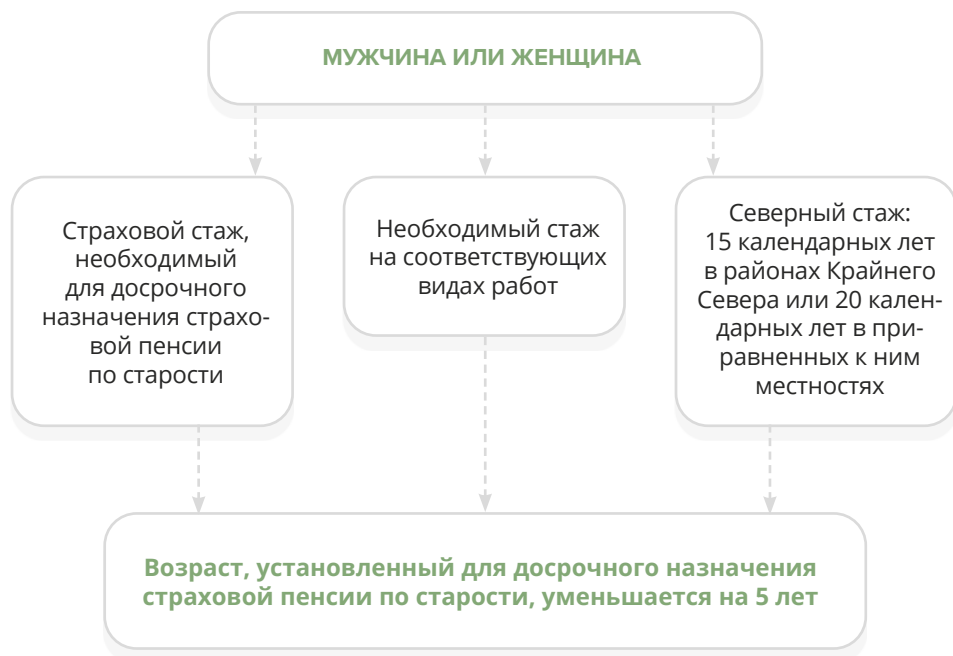 МУЖЧИНА ИЛИ ЖЕНЩИНА
Страховой стаж,
необходимый
для досрочного
назначения страхо-
вой пенсии
по старости
Необходимый стаж
на соответствующих
видах работ
Северный стаж:
15 календарных лет
в районах Крайнего
Севера или 20 кален-
дарных лет в при-
равненных к ним
местностях
Возраст, установленный для досрочного назначения
страховой пенсии по старости, уменьшается на 5 лет